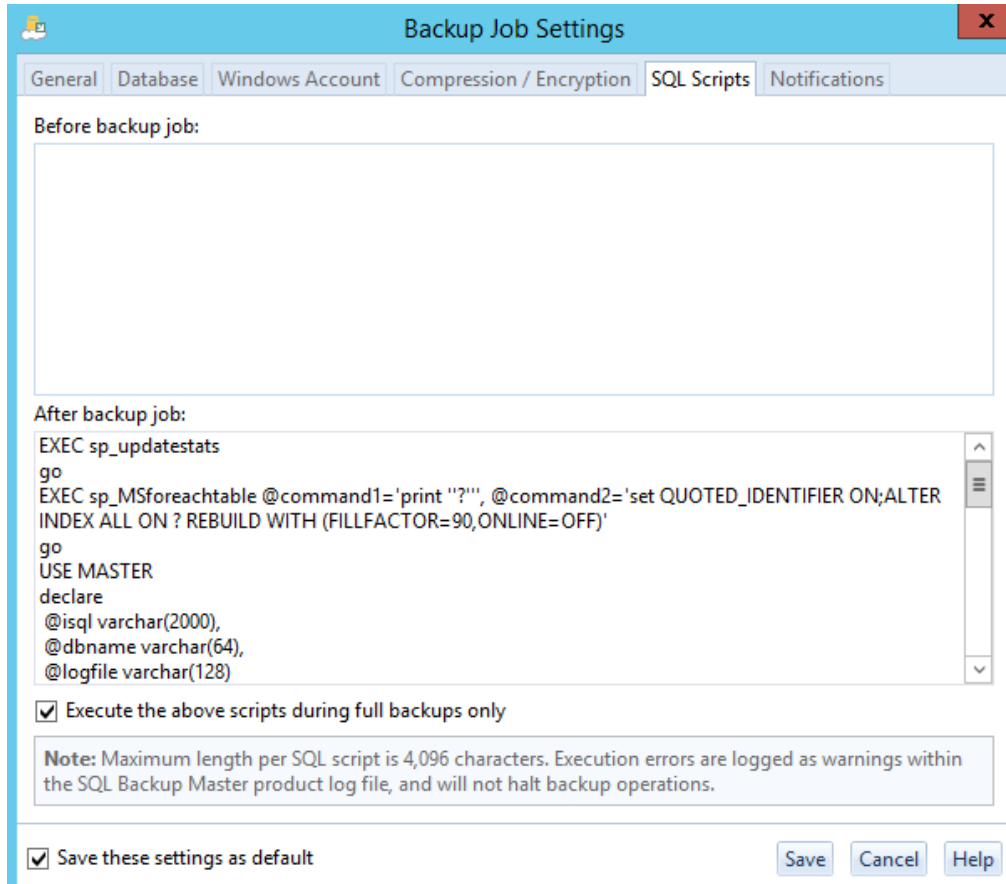 Backup Job Settings
x
General Database Windows Account Compression / Encryption SQL Scripts Notifications
Before backup job:
After backup job:
EXEC sp_updatestats
go
EXEC sp_MSforeachtable @command1='print ''?''', @command2='set QUOTED_IDENTIFIER ON;ALTER
INDEX ALL ON ? REBUILD WITH (FILLFACTOR=90,ONLINE=OFF)'
go
USE MASTER
declare
@isql varchar(2000),
@dbname varchar(64),
@logfile varchar(128)
Execute the above scripts during full backups only
Note: Maximum length per SQL script is 4,096 characters. Execution errors are logged as warnings within
the SQL Backup Master product log file, and will not halt backup operations.
Save these settings as default
Save Cancel Help